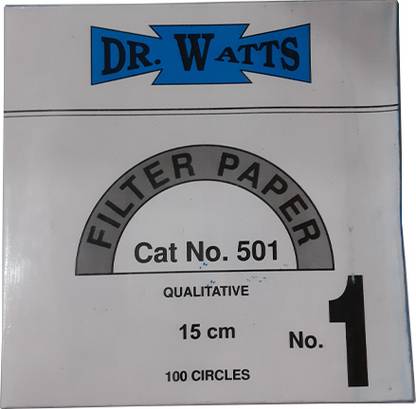 DR. WATTS
FILTER PAPER
Cat No. 501
QUALITATIVE
15 cm
No. 1
100 CIRCLES